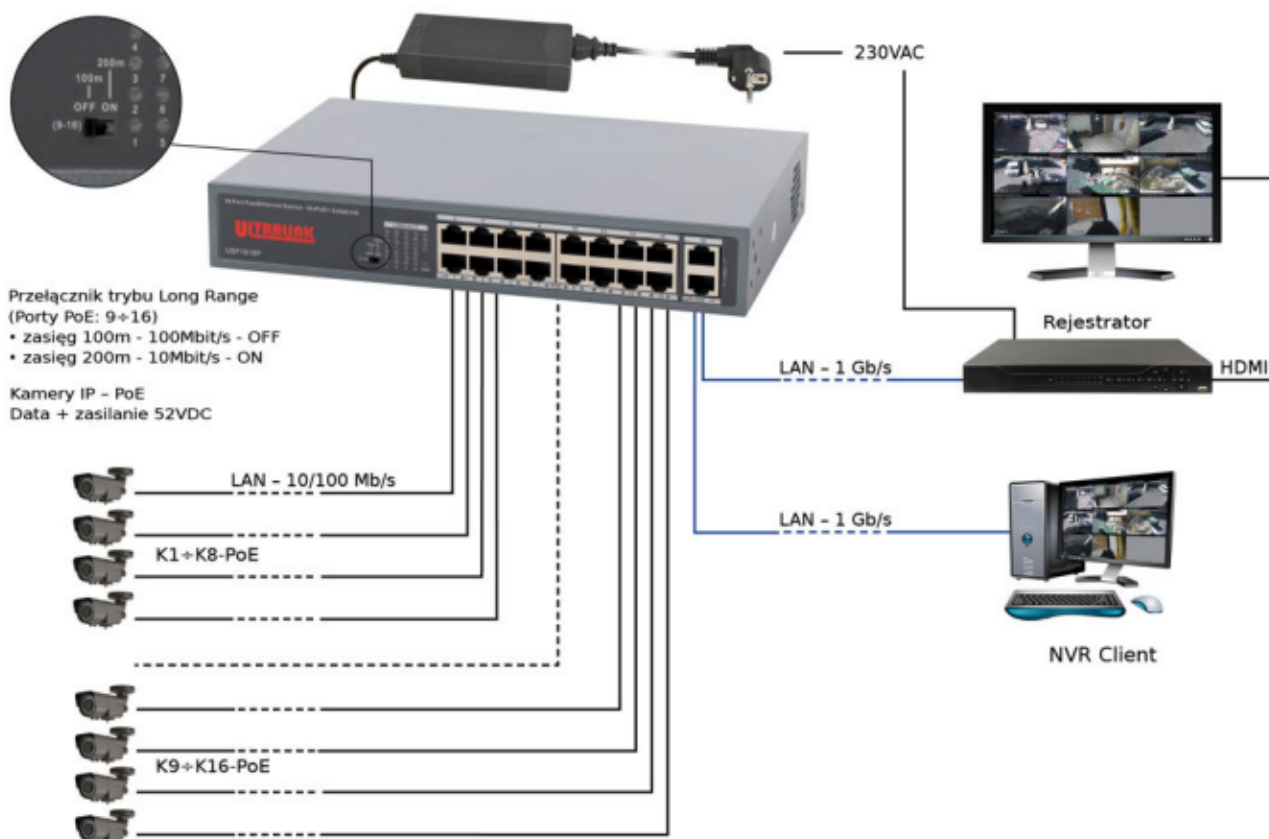 4
200m
3 7
100m
OFF ON
2 6
(9-16)
1 5
230VAC
ULTRALINK
Przełącznik trybu Long Range
(Porty PoE: 9÷16)
• zasięg 100m - 100Mbit/s - OFF
• zasięg 200m - 10Mbit/s - ON
Kamery IP – PoE
Data + zasilanie 52VDC
Rejestrator
LAN – 1 Gb/s
HDMI
LAN – 10/100 Mb/s
LAN – 1 Gb/s
K1÷K8-PoE
NVR Client
K9÷K16-PoE